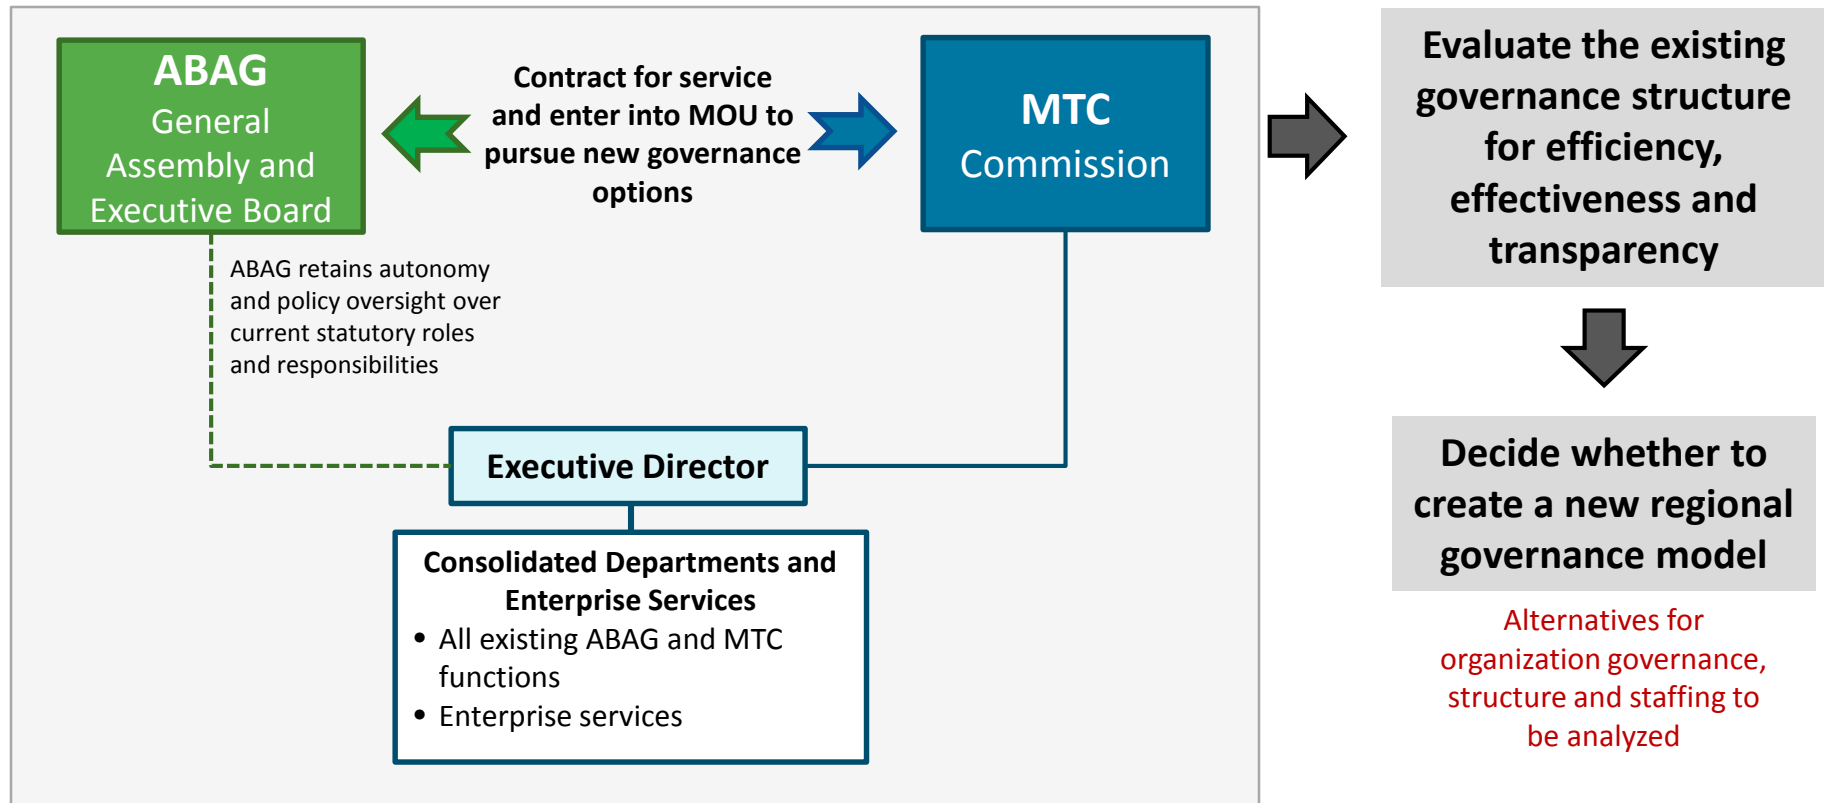 ABAG
General
Assembly and
Executive Board
Contract for service
and enter into MOU to
pursue new governance
options
MTC
Commission
ABAG retains autonomy
and policy oversight over
current statutory roles
and responsibilities
Executive Director
Consolidated Departments and
Enterprise Services
• All existing ABAG and MTC
functions
• Enterprise services
Evaluate the existing
governance structure
for efficiency,
effectiveness and
transparency
Decide whether to
create a new regional
governance model
Alternatives for
organization governance,
structure and staffing to
be analyzed